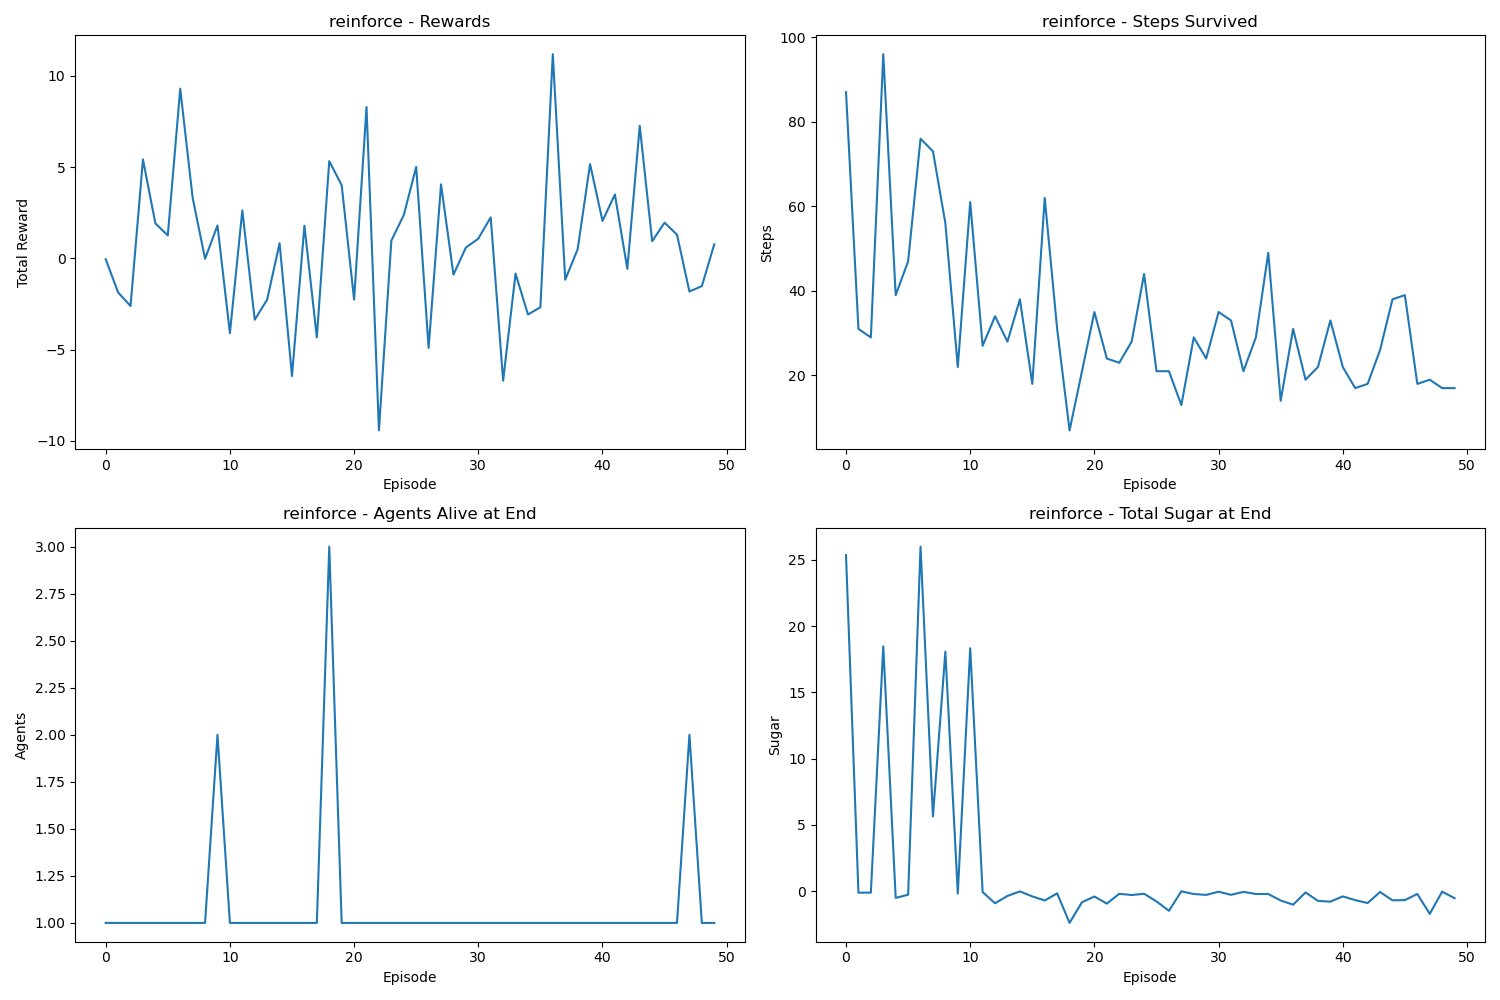 reinforce - Rewards
Total Reward
10
5
0
−5
−10
0 10 20 30 40 50
Episode
reinforce - Steps Survived
Steps
100
80
60
40
20
0 10 20 30 40 50
Episode
reinforce - Agents Alive at End
Agents
3.00
2.75
2.50
2.25
2.00
1.75
1.50
1.25
1.00
0 10 20 30 40 50
Episode
reinforce - Total Sugar at End
Sugar
25
20
15
10
5
0
0 10 20 30 40 50
Episode